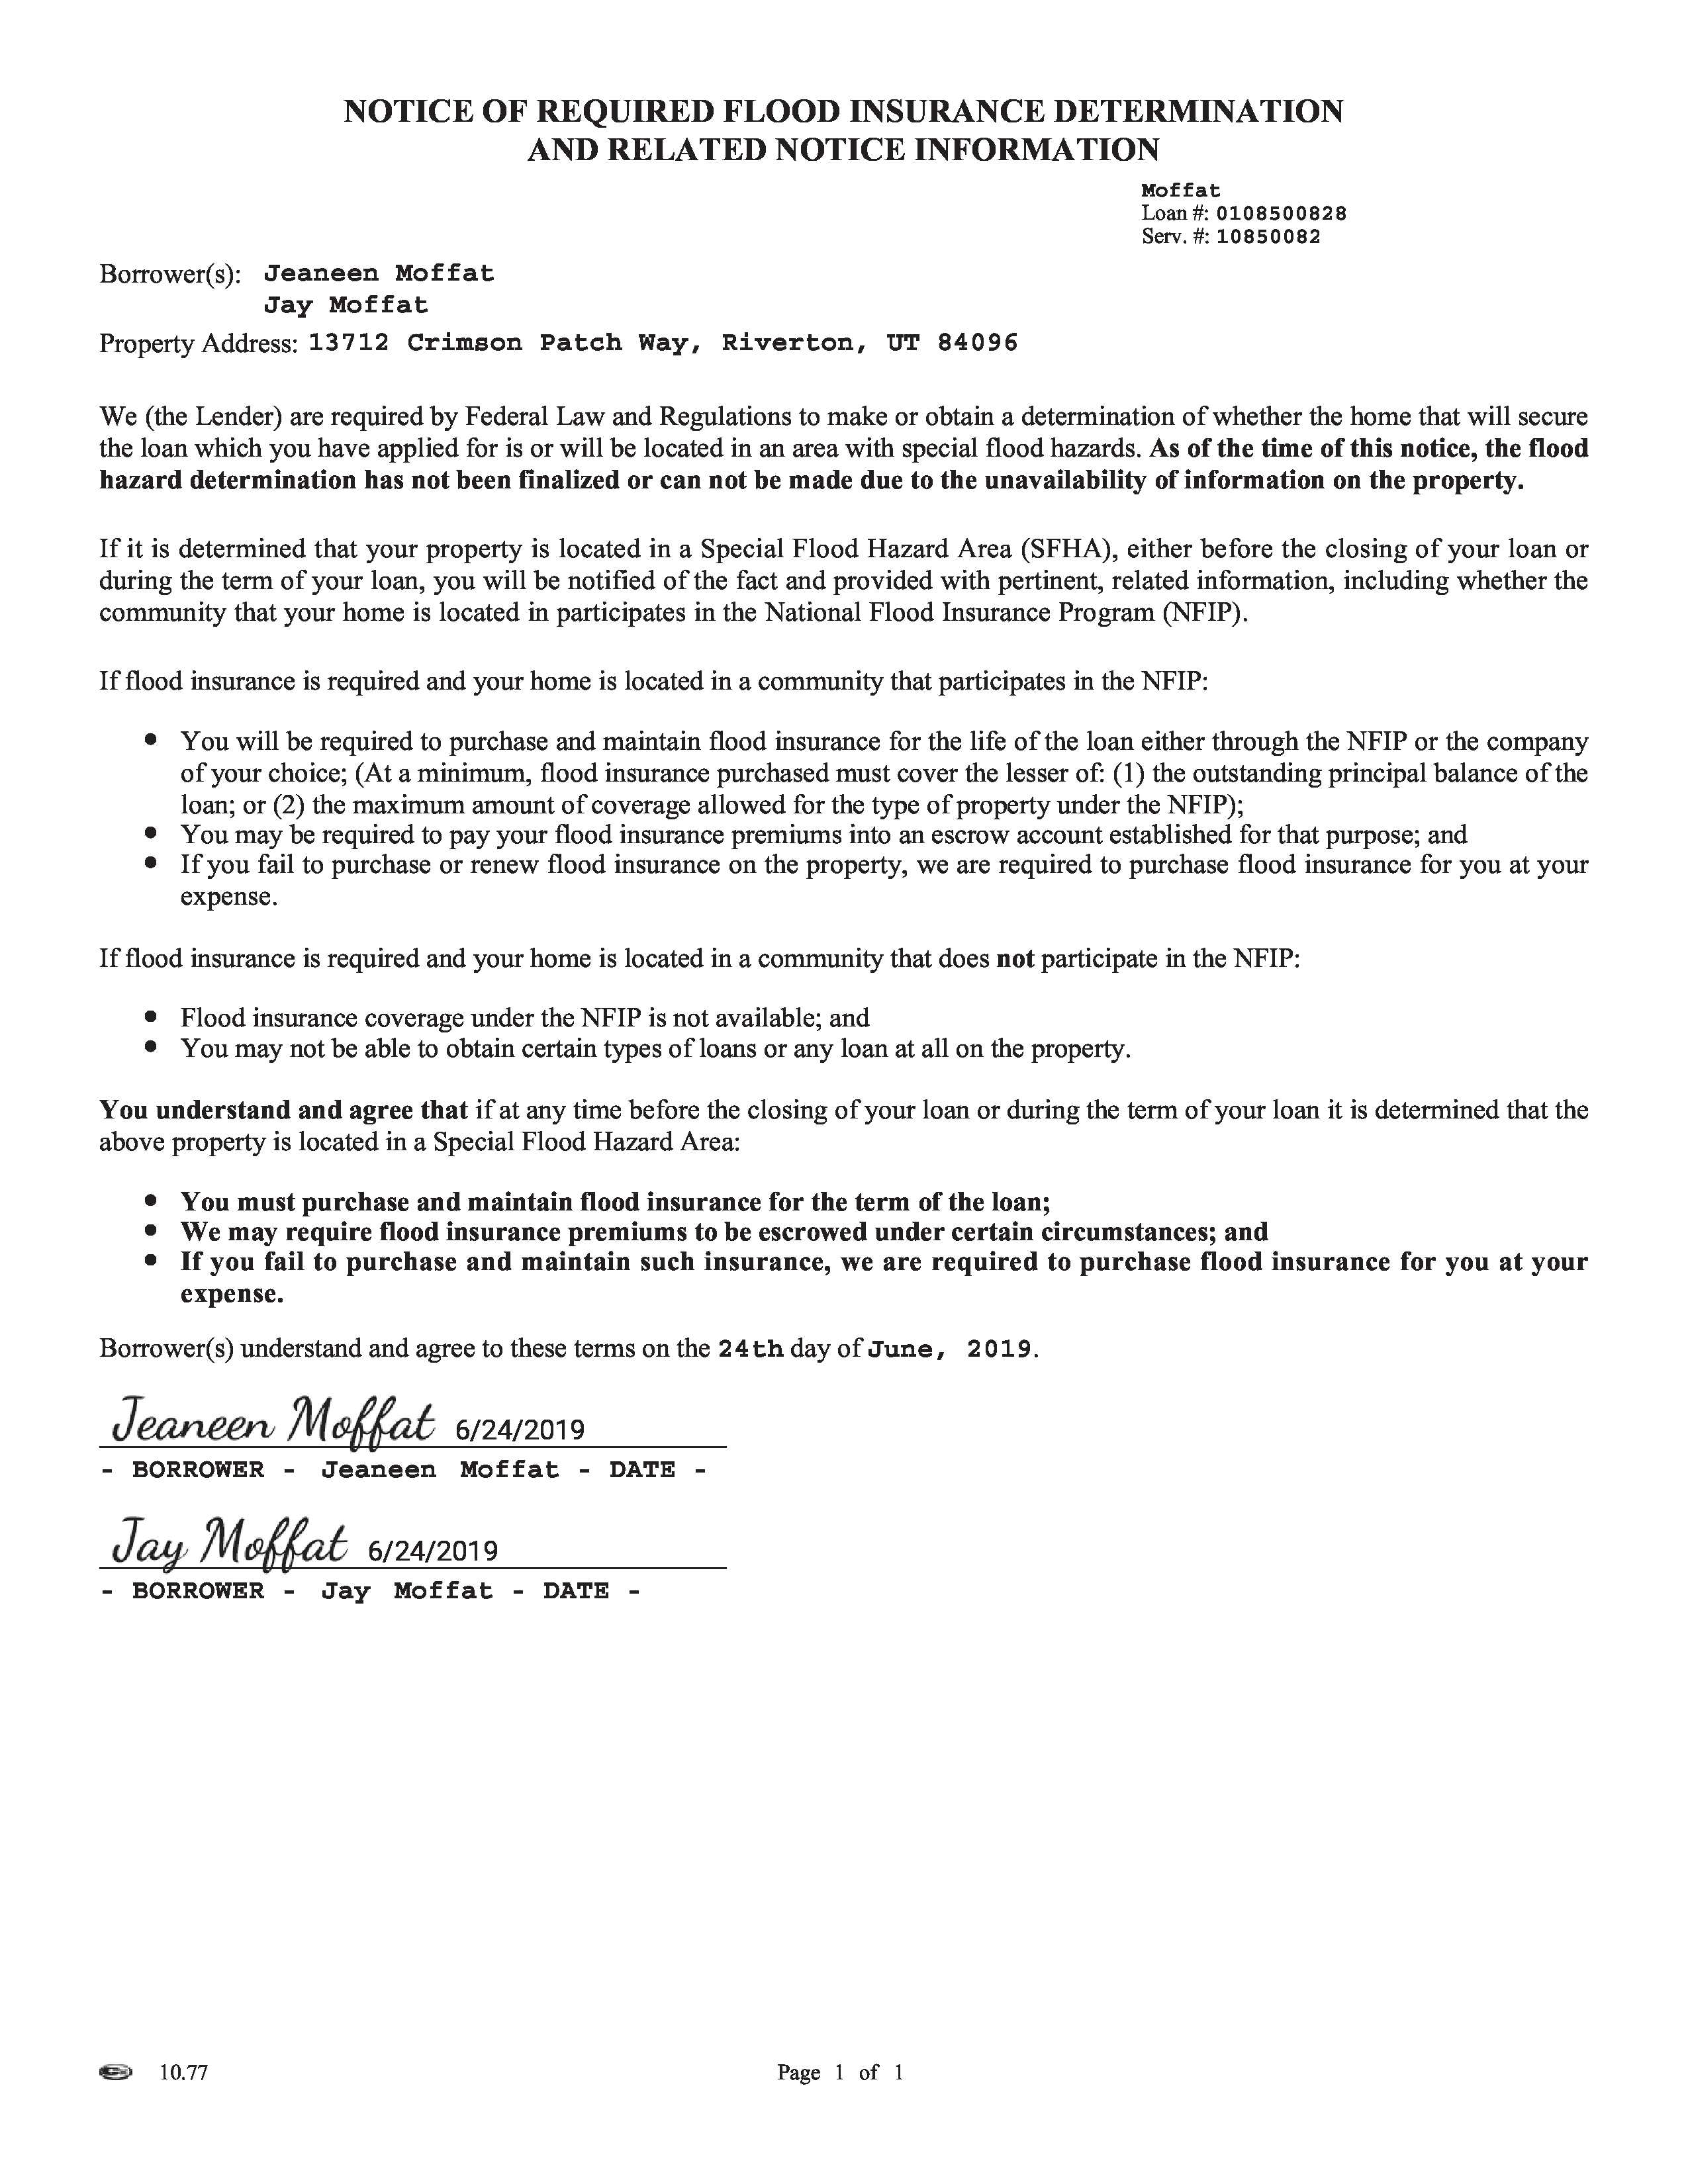 NOTICE OF REQUIRED FLOOD INSURANCE DETERMINATION
AND RELATED NOTICE INFORMATION
Moffat
Loan #: 0108500828
Serv. #: 10850082
Borrower(s): Jeaneen Moffat
Jay Moffat
Property Address: 13712 Crimson Patch Way, Riverton, UT 84096
We (the Lender) are required by Federal Law and Regulations to make or obtain a determination of whether the home that will secure
the loan which you have applied for is or will be located in an area with special flood hazards. As of the time of this notice, the flood
hazard determination has not been finalized or can not be made due to the unavailability of information on the property.
If it is determined that your property is located in a Special Flood Hazard Area (SFHA), either before the closing of your loan or
during the term of your loan, you will be notified of the fact and provided with pertinent, related information, including whether the
community that your home is located in participates in the National Flood Insurance Program (NFIP).
If flood insurance is required and your home is located in a community that participates in the NFIP:
• You will be required to purchase and maintain flood insurance for the life of the loan either through the NFIP or the company
of your choice; (At a minimum, flood insurance purchased must cover the lesser of: (1) the outstanding principal balance of the
loan; or (2) the maximum amount of coverage allowed for the type of property under the NFIP);
• You may be required to pay your flood insurance premiums into an escrow account established for that purpose; and
• If you fail to purchase or renew flood insurance on the property, we are required to purchase flood insurance for you at your
expense.
If flood insurance is required and your home is located in a community that does not participate in the NFIP:
• Flood insurance coverage under the NFIP is not available; and
• You may not be able to obtain certain types of loans or any loan at all on the property.
You understand and agree that if at any time before the closing of your loan or during the term of your loan it is determined that the
above property is located in a Special Flood Hazard Area:
• You must purchase and maintain flood insurance for the term of the loan;
• We may require flood insurance premiums to be escrowed under certain circumstances; and
• If you fail to purchase and maintain such insurance, we are required to purchase flood insurance for you at your
expense.
Borrower(s) understand and agree to these terms on the 24th day of June, 2019.
Jeaneen Moffat 6/24/2019
- BORROWER - Jeaneen Moffat - DATE -
Jay Moffat 6/24/2019
- BORROWER - Jay Moffat - DATE -
10.77 Page 1 of 1